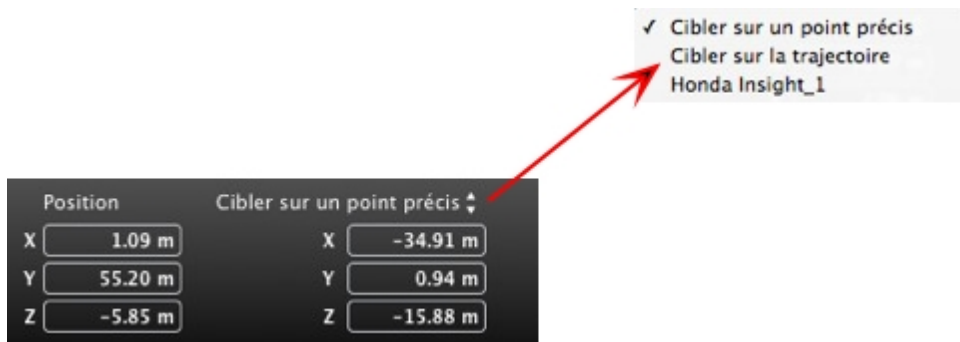 ✓ Cibler sur un point précis
Cibler sur la trajectoire
Honda Insight_1
Position Cibler sur un point précis
X 1.09 m X -34.91 m
Y 55.20 m Y 0.94 m
Z -5.85 m Z -15.88 m